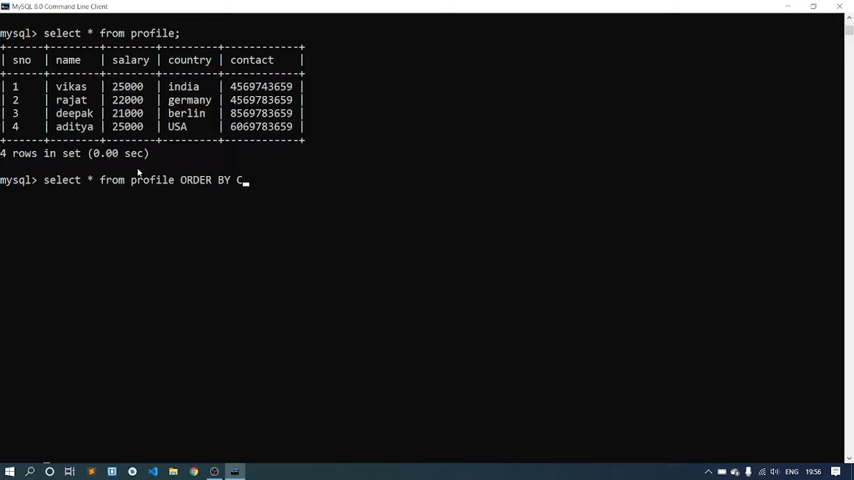 MySQL 8.0 Command Line Client
mysql> select * from profile;
+------+--------+--------+---------+------------+
| sno | name | salary | country | contact |
+------+--------+--------+---------+------------+
| 1 | vikas | 25000 | india | 4569743659 |
| 2 | rajat | 22000 | germany | 4569783659 |
| 3 | deepak | 21000 | berlin | 8569783659 |
| 4 | aditya | 25000 | USA | 6069783659 |
+------+--------+--------+---------+------------+
4 rows in set (0.00 sec)
mysql> select * from profile ORDER BY C
ENG 19:56